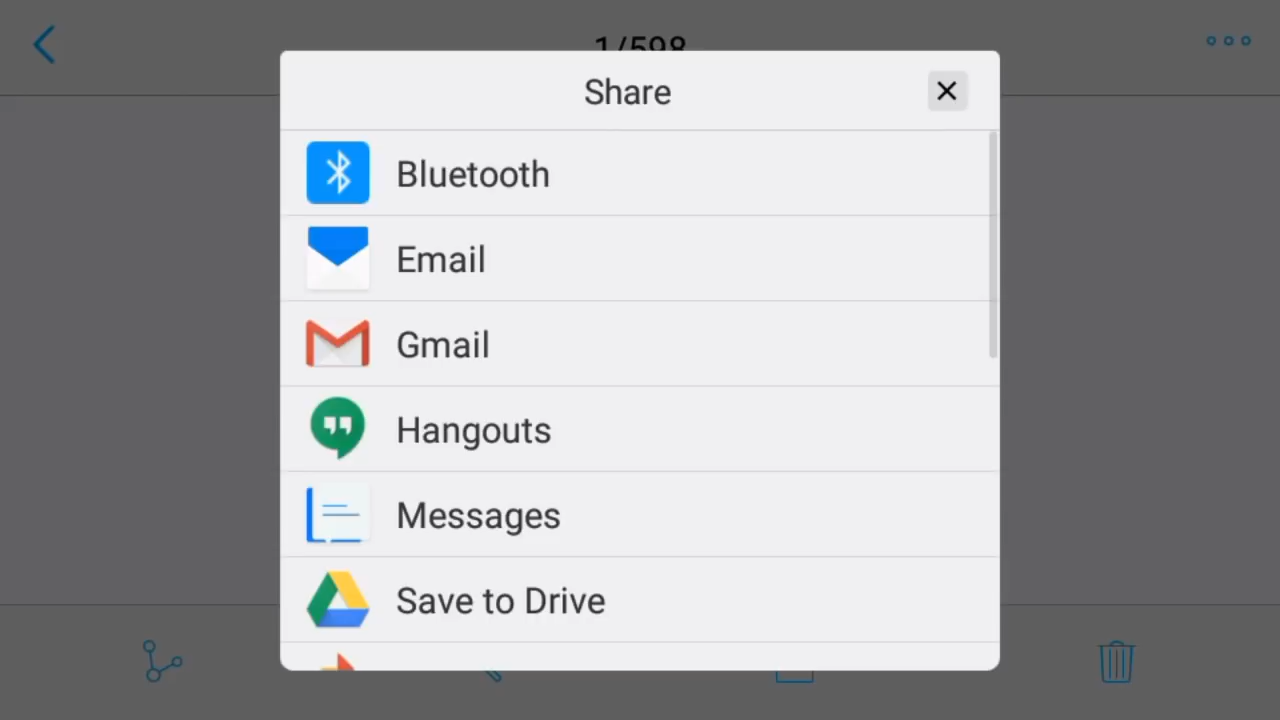 1/598
Share
Bluetooth
Email
Gmail
Hangouts
Messages
Save to Drive